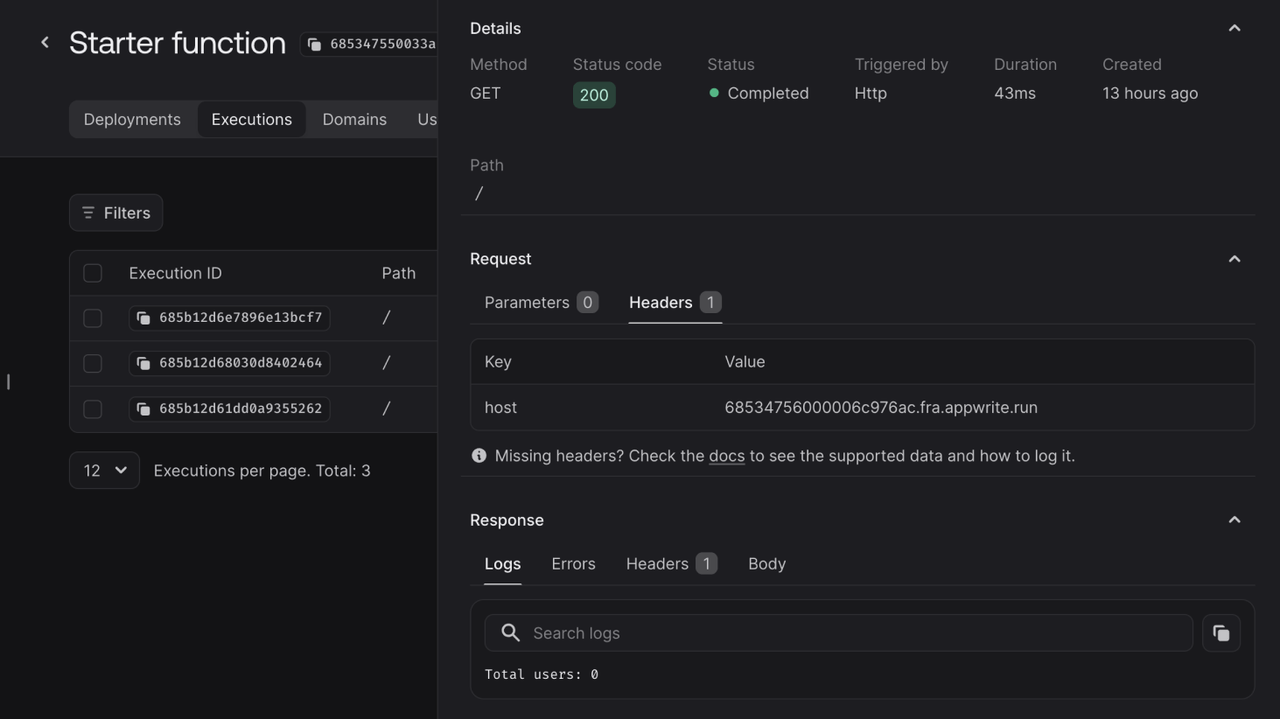 Starter function 685347550033a
Deployments Executions Domains Us
Filters
Execution ID Path
685b12d6e7896e13bcf7 /
685b12d68030d8402464 /
685b12d61dd0a9355262 /
12 Executions per page. Total: 3
Details
Method Status code Status Triggered by Duration Created
GET 200 Completed Http 43ms 13 hours ago
Path
/
Request
Parameters 0 Headers 1
Key Value
host 68534756000006c976ac.fra.appwrite.run
Missing headers? Check the docs to see the supported data and how to log it.
Response
Logs Errors Headers 1 Body
Search logs
Total users: 0